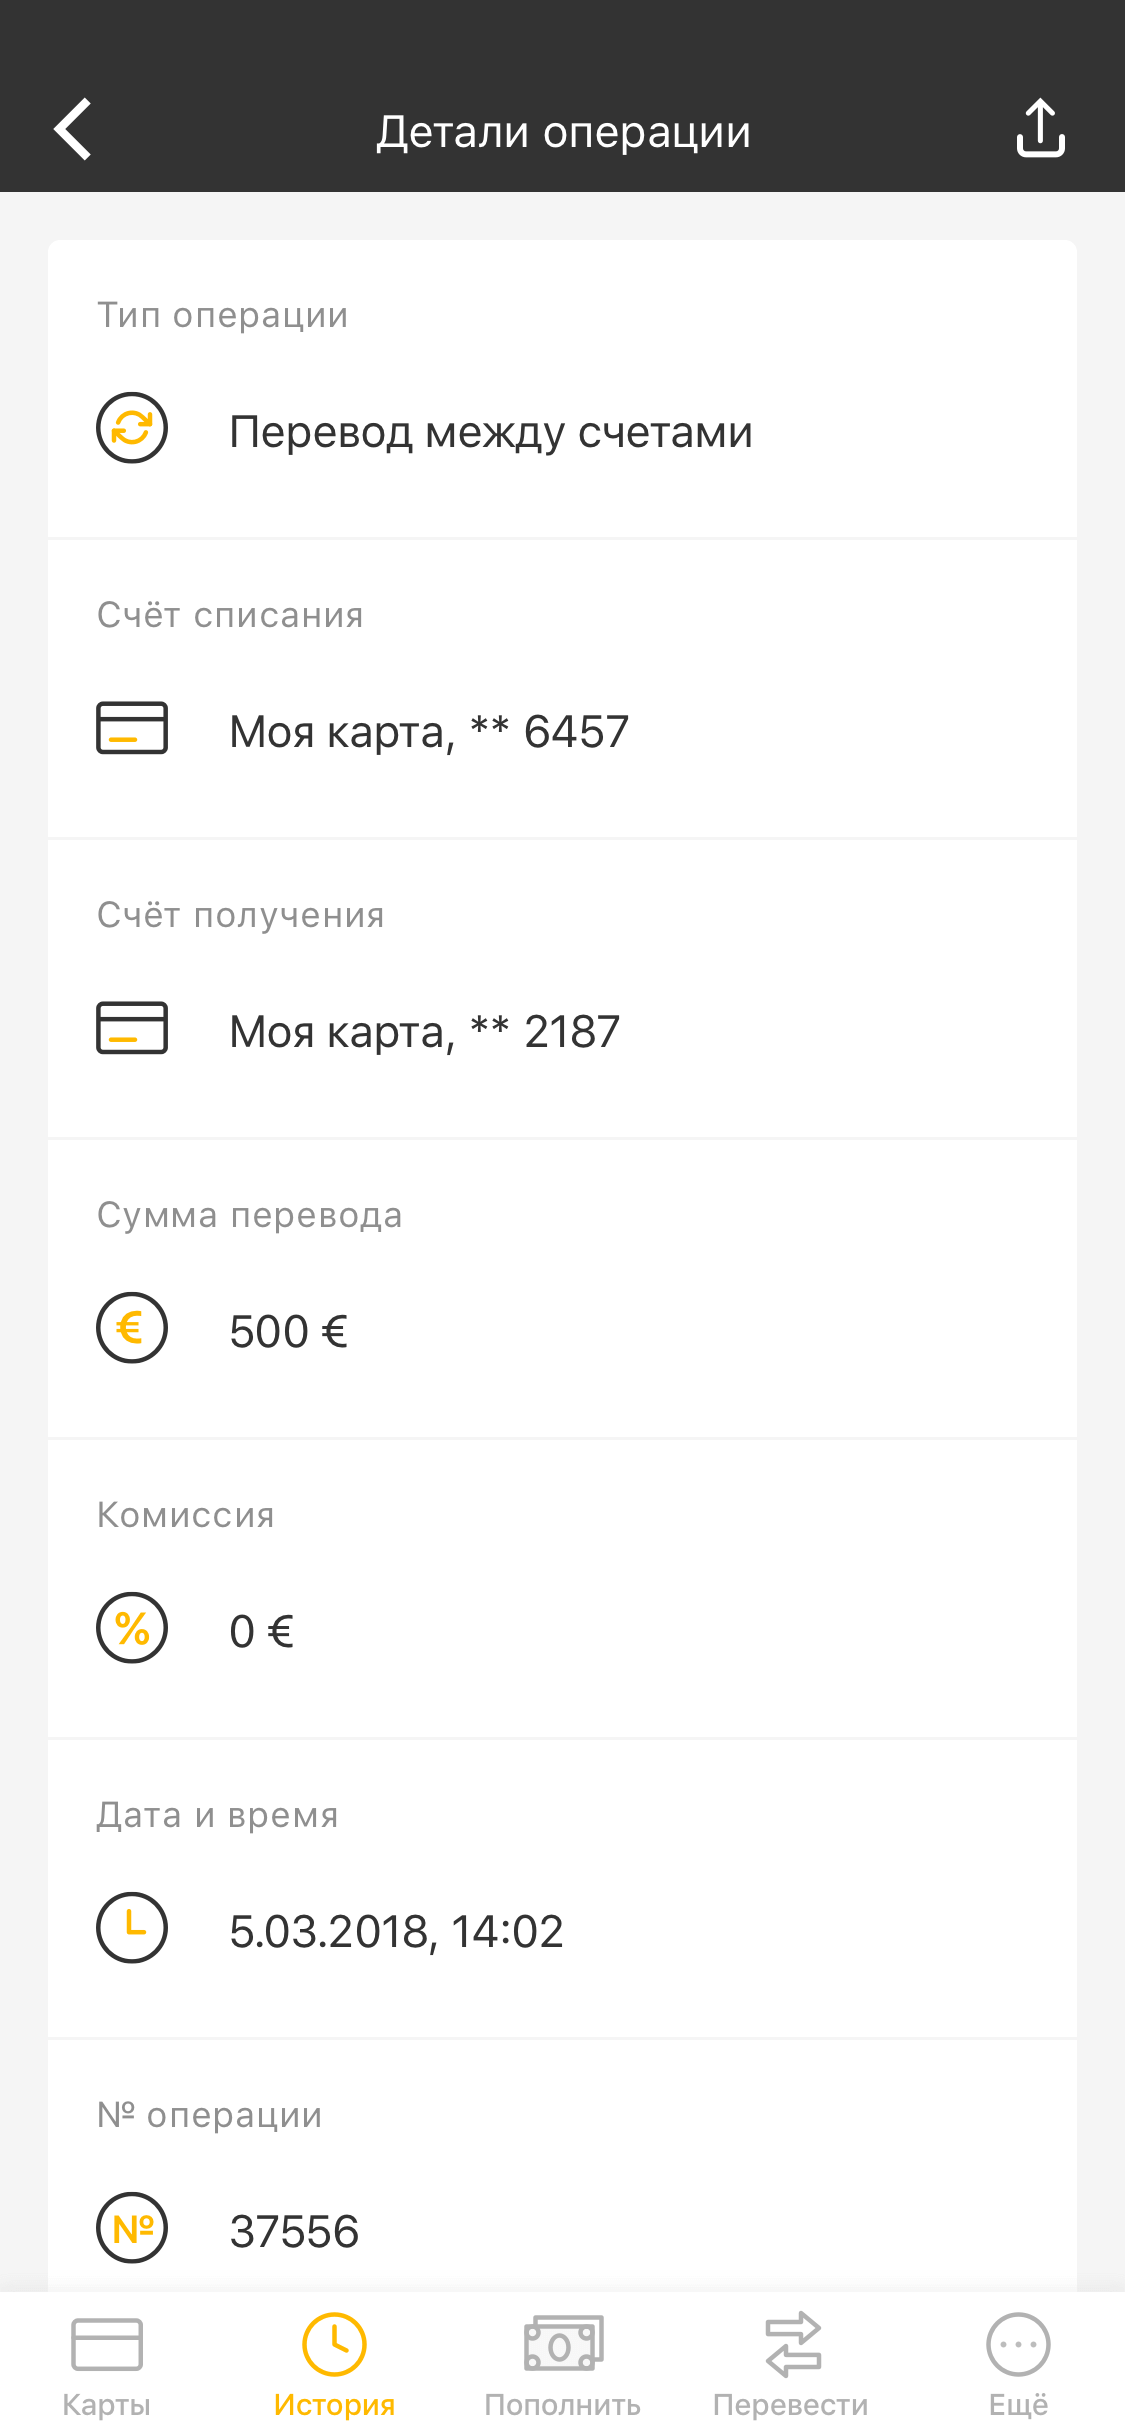 Детали операции
Тип операции
Перевод между счетами
Счёт списания
Моя карта, ** 6457
Счёт получения
Моя карта, ** 2187
Сумма перевода
€ 500 €
Комиссия
% 0 €
Дата и время
5.03.2018, 14:02
№ операции
№ 37556
Карты История Пополнить Перевести Ещё